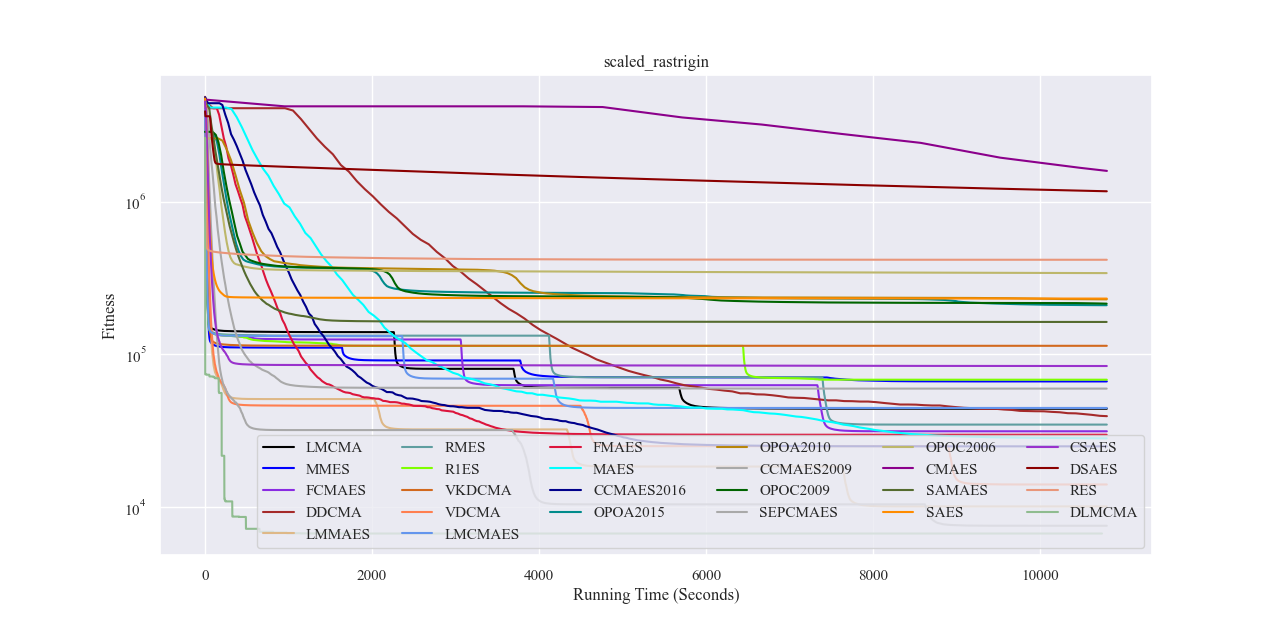 scaled_rastrigin
Fitness
10^6
10^5
10^4
LMCMA RMES FMAES OPOA2010 OPOC2006 CSAES
MMES R1ES MAES CCMAES2009 CMAES DSAES
FCMAES VKDCMA CCMAES2016 OPOC2009 SAMAES RES
DDCMA VDCMA OPOA2015 SEPCMAES SAES DLMCMA
LMMAES LMCMAES
0 2000 4000 6000 8000 10000
Running Time (Seconds)